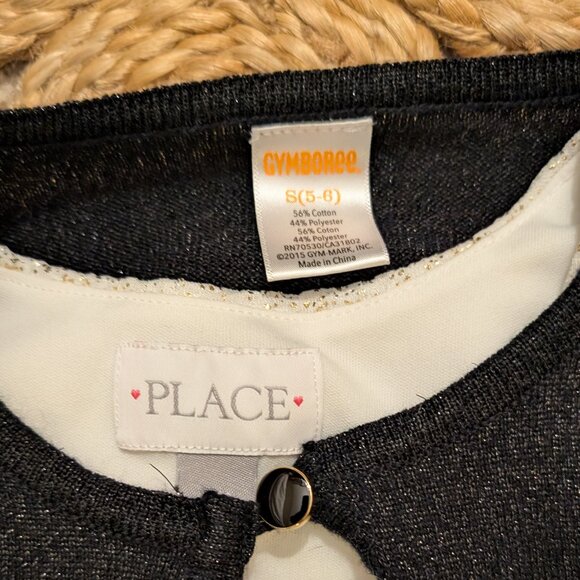 GYMBOREE
S(5-6)
56% Cotton
44% Polyester
56% Coton
44% Polyester
RN70530/CA31802
©2015 GYM-MARK, INC.
Made in China
PLACE